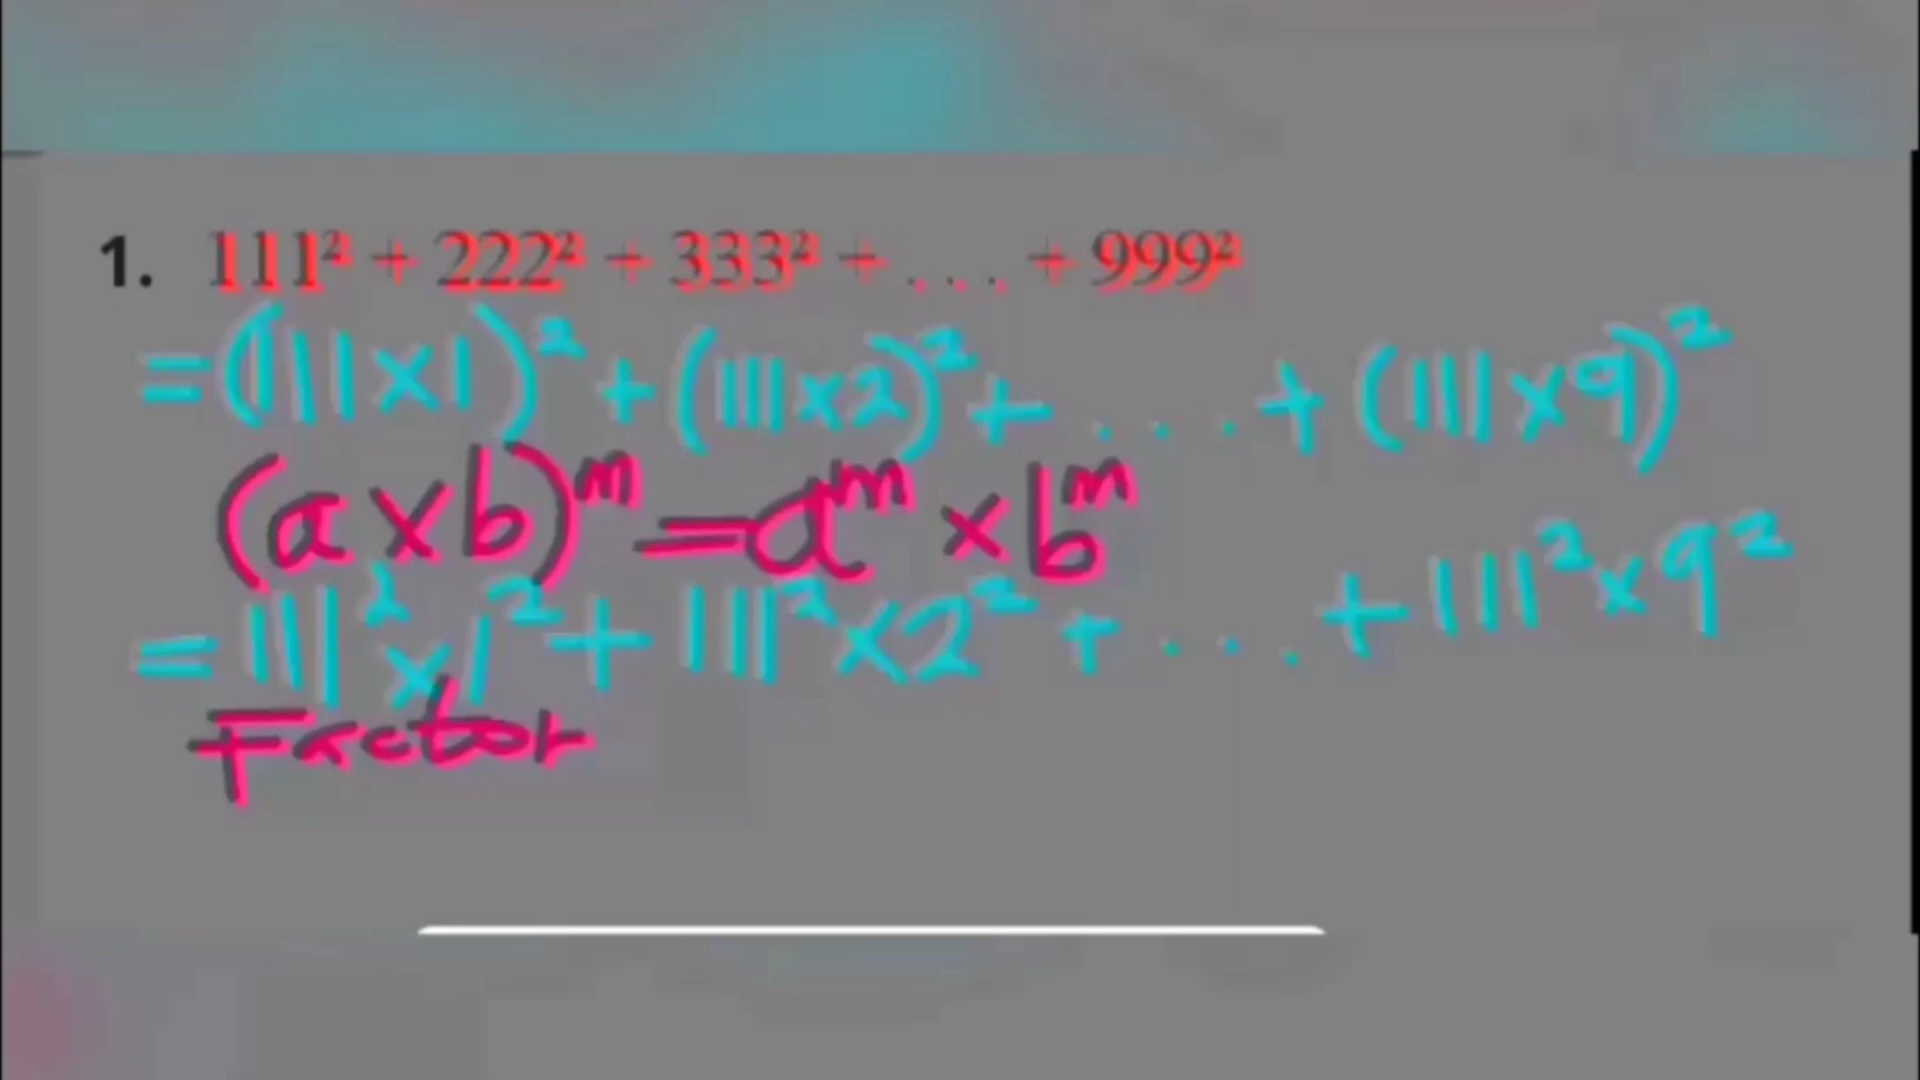 1. 111² + 222² + 333² + . . . + 999²
=(111×1)² + (111×2)² + . . . + (111×9)²
(a×b)ᵐ = aᵐ × bᵐ
=111²×1² + 111²×2² + . . . + 111²×9²
Factor